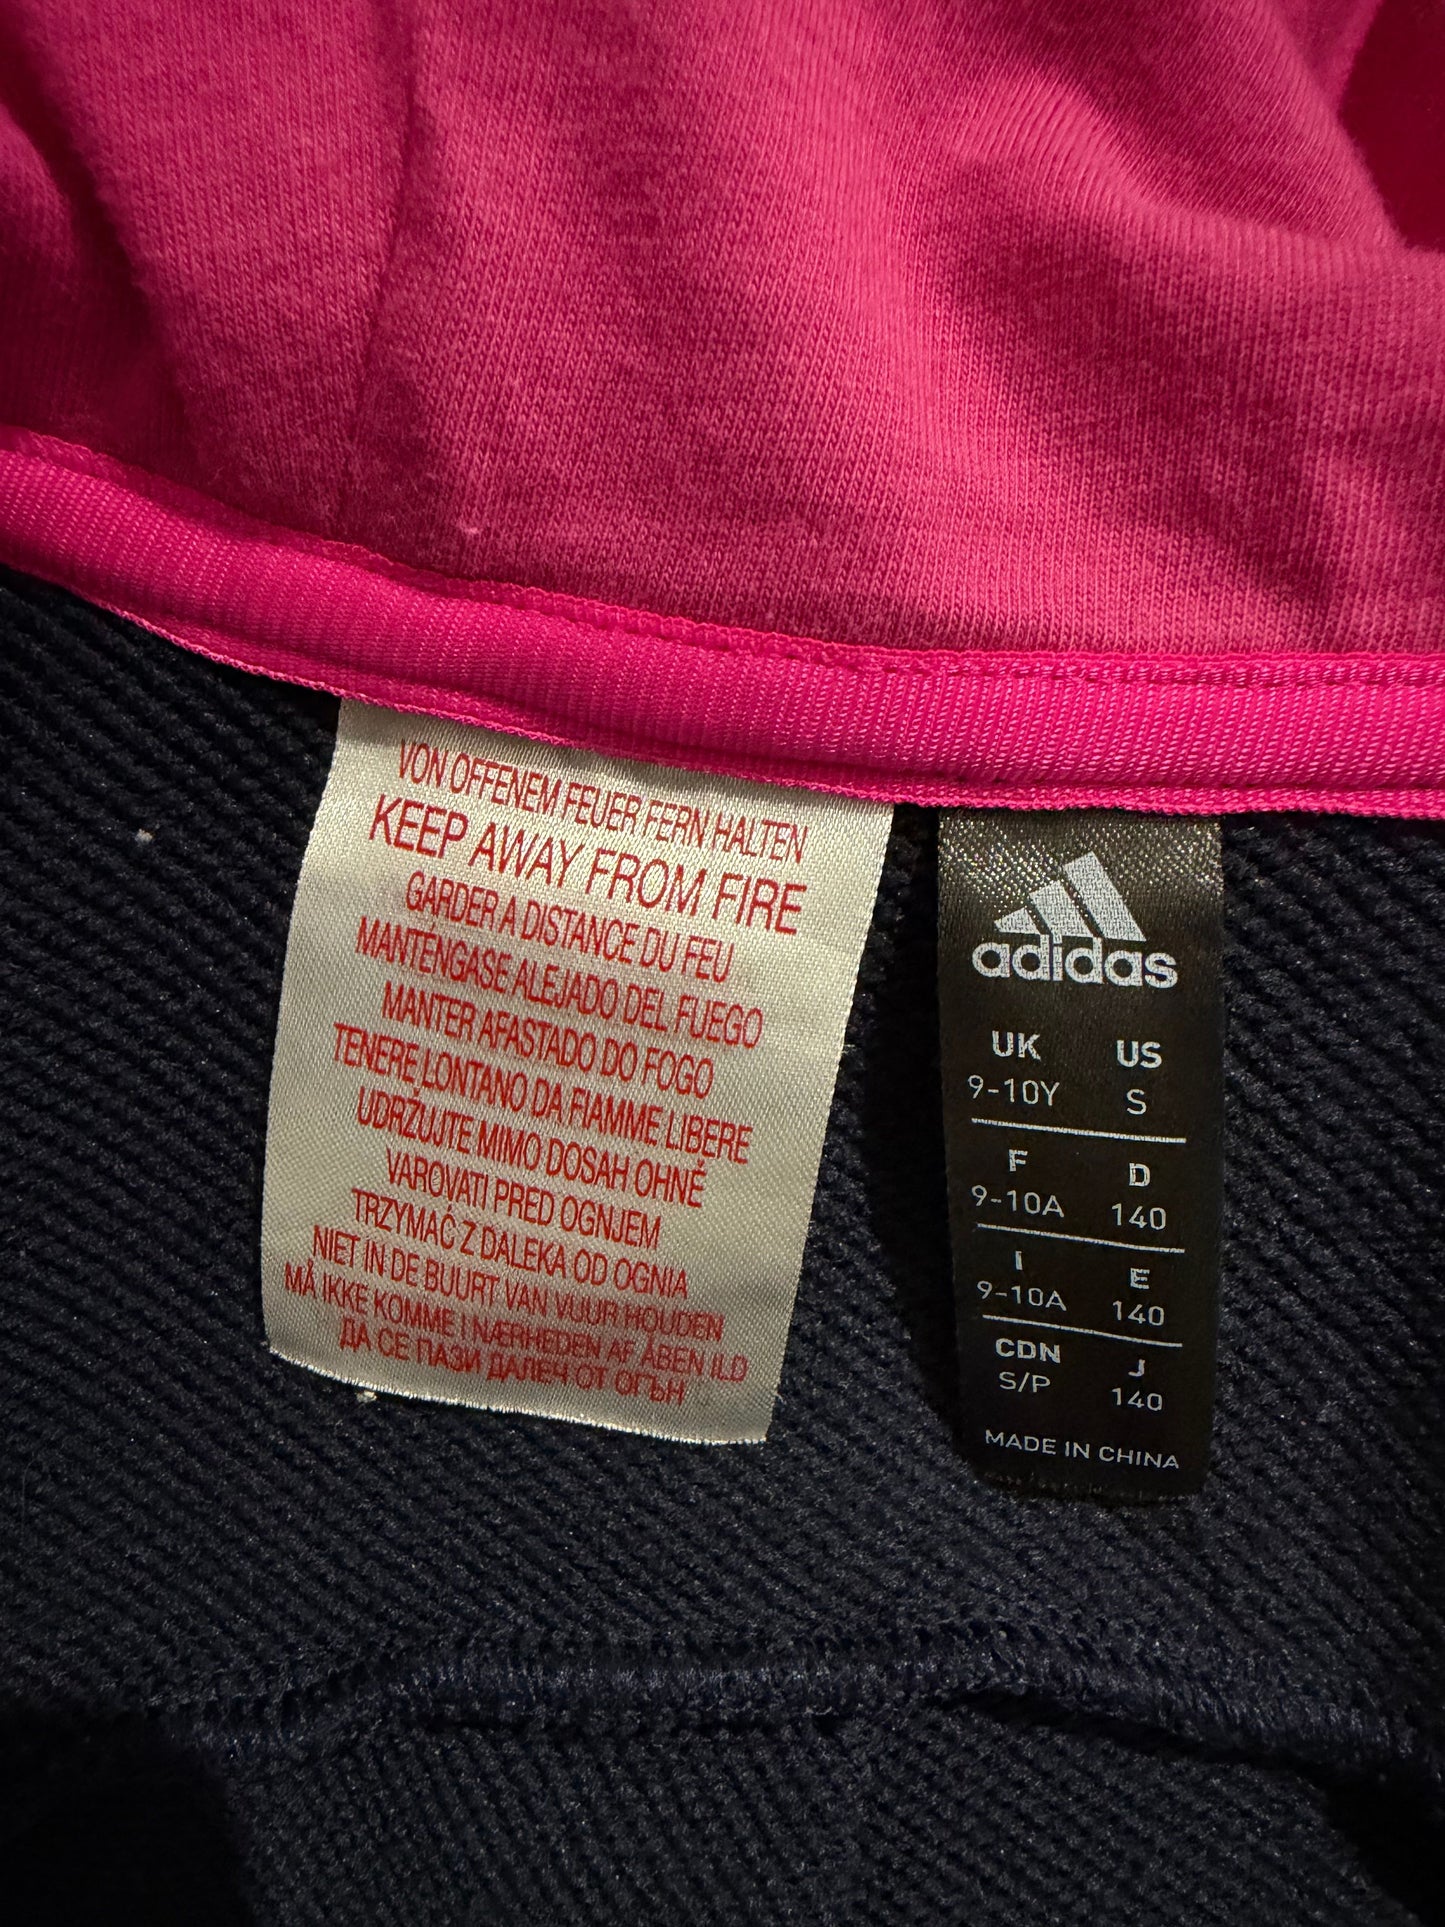 VON OFFENEM FEUER FERN HALTEN
KEEP AWAY FROM FIRE
GARDER A DISTANCE DU FEU
MANTÉNGASE ALEJADO DEL FUEGO
MANTER AFASTADO DO FOGO
TENERE LONTANO DA FIAMME LIBERE
UDRŽUJTE MIMO DOSAH OHNĚ
VAROVATI PRED OGNJEM
TRZYMAĆ Z DALEKA OD OGNIA
NIET IN DE BUURT VAN VUUR HOUDEN
MÅ IKKE KOMME I NÆRHEDEN AF ÅBEN ILD
ДА СЕ ПАЗИ ДАЛЕЧ ОТ ОГЪН
adidas
UK US
9-10Y S
F D
9-10A 140
I E
9-10A 140
CDN J
S/P 140
MADE IN CHINA